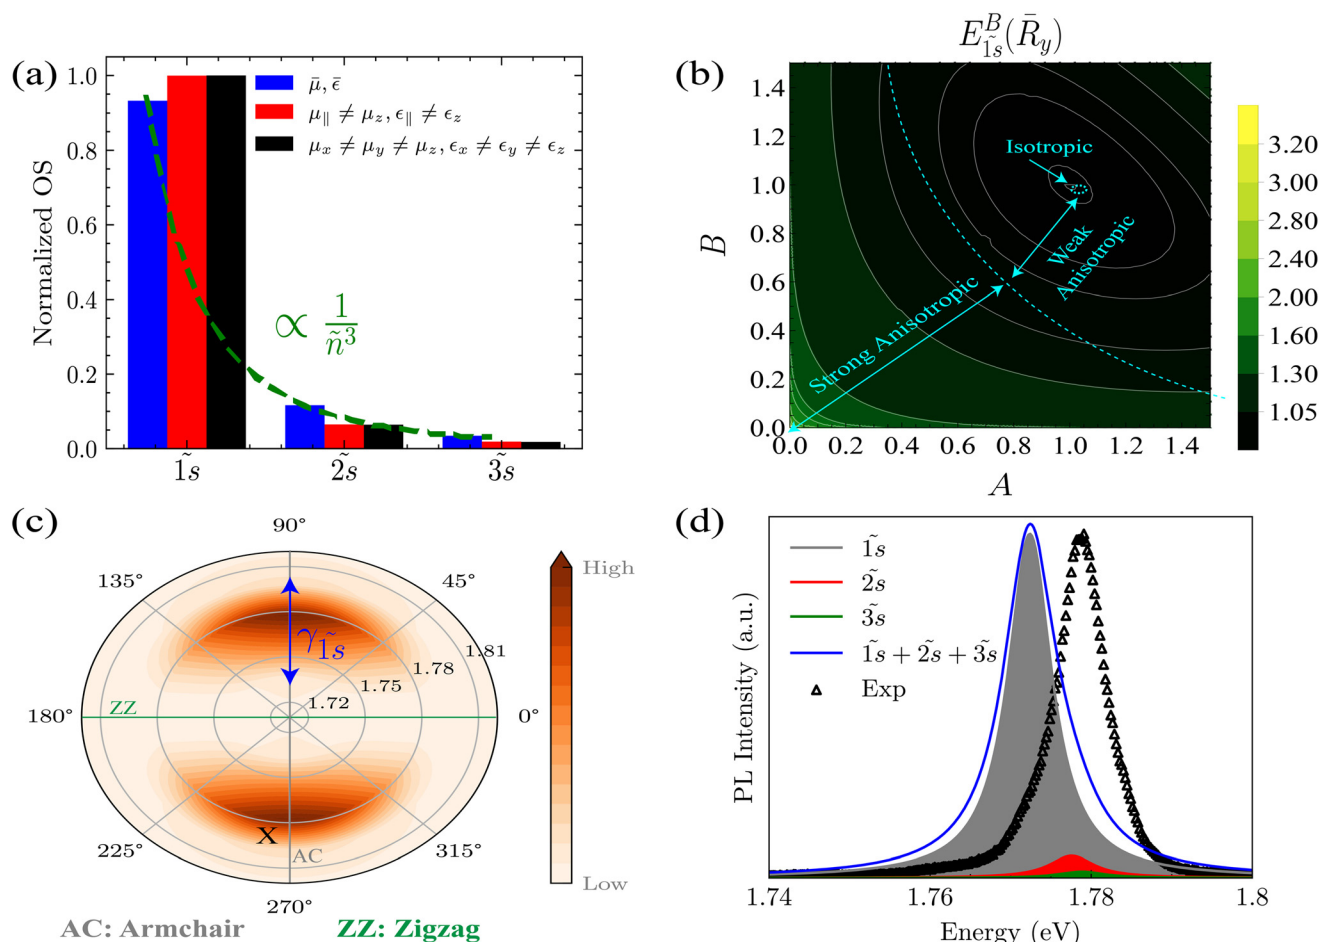 (a)
Normalized OS
1.0
0.8
0.6
0.4
0.2
0.0
μ̄, ε̄
μ∥ ≠ μz, ϵ∥ ≠ ϵz
μx ≠ μy ≠ μz, ϵx ≠ ϵy ≠ ϵz
∝ 1/ñ³
1̃s 2̃s 3̃s
(b)
E^B_1̃s(R̄y)
B
1.4
1.2
1.0
0.8
0.6
0.4
0.2
0.0
Isotropic
Weak
Anisotropic
Strong Anisotropic
0.0 0.2 0.4 0.6 0.8 1.0 1.2 1.4
A
3.20
3.00
2.80
2.40
2.00
1.60
1.30
1.05
(c)
90°
135° 45°
180° 0°
225° 315°
270°
γ1̃s
1.72
1.75
1.78
1.81
ZZ
X
AC
High
Low
AC: Armchair ZZ: Zigzag
(d)
PL Intensity (a.u.)
1̃s
2̃s
3̃s
1̃s + 2̃s + 3̃s
Exp
1.74 1.76 1.78 1.8
Energy (eV)